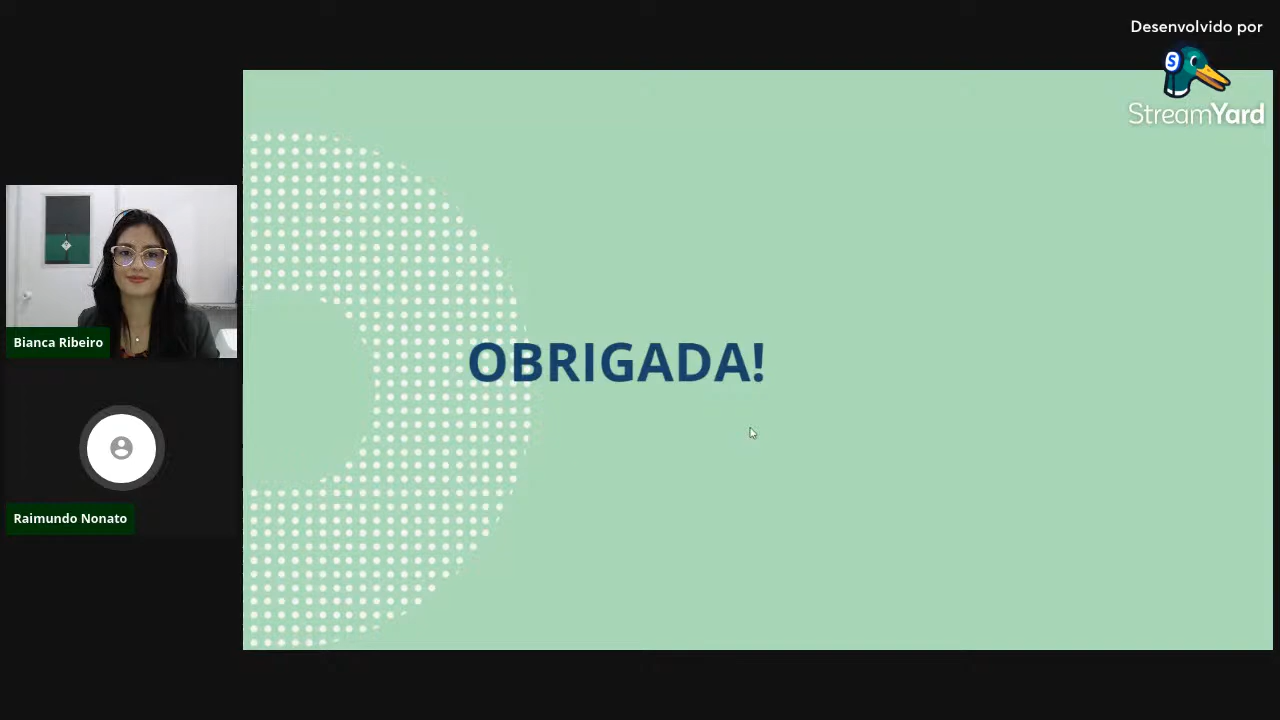 Desenvolvido por
StreamYard
Bianca Ribeiro
OBRIGADA!
Raimundo Nonato